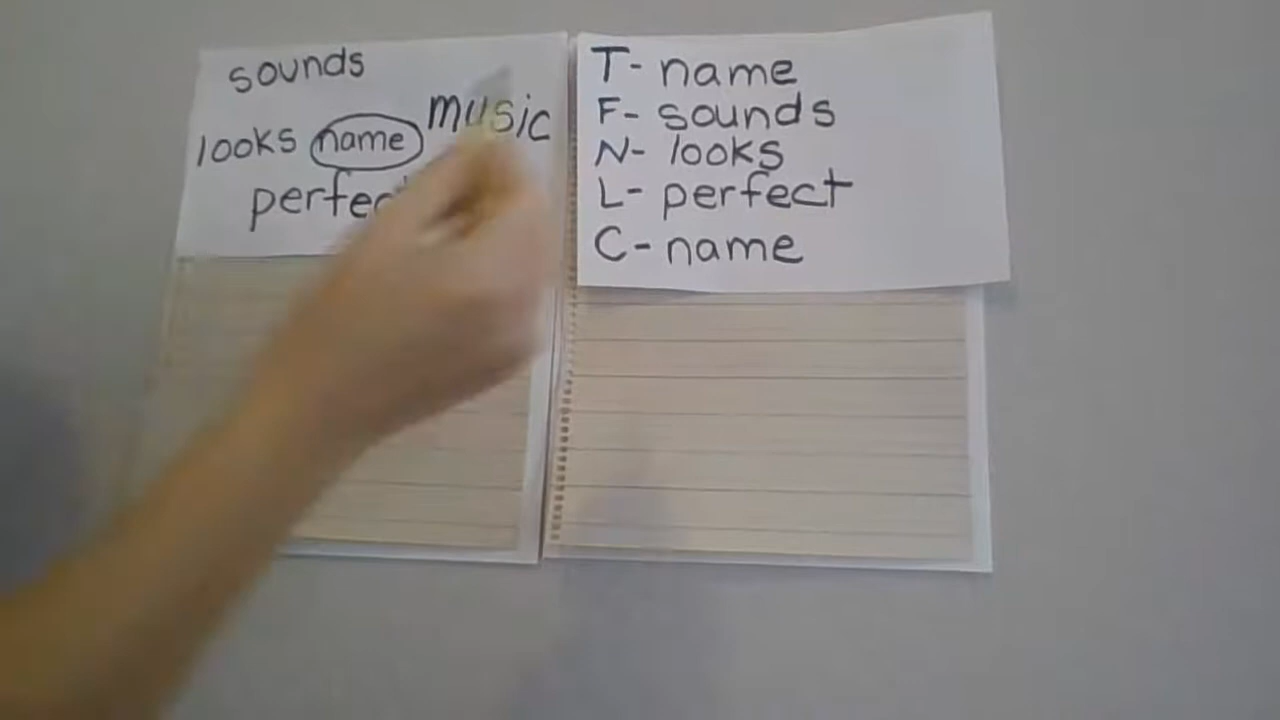 sounds
music
looks name
T- name
F- sounds
N- looks
L- perfect
C- name